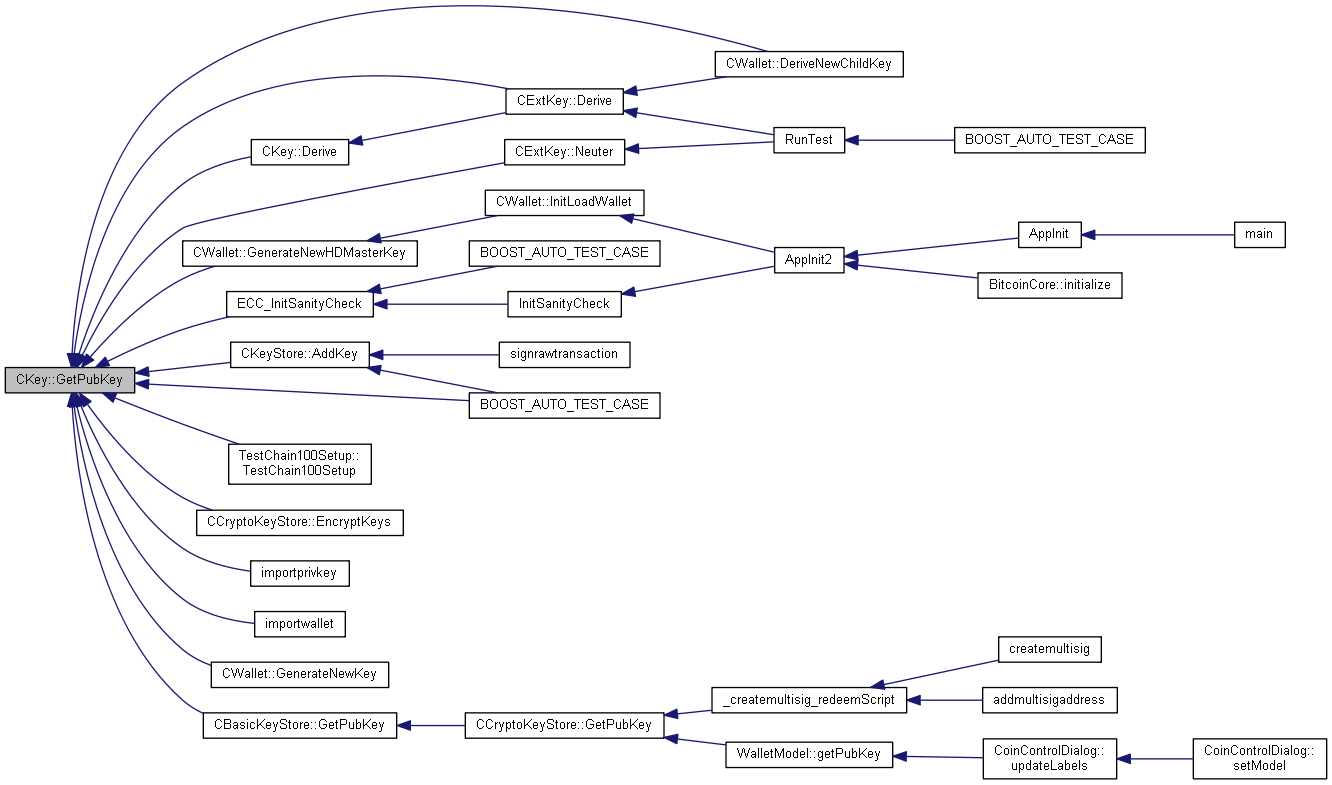 CWallet::DeriveNewChildKey
CExtKey::Derive
RunTest
BOOST_AUTO_TEST_CASE
CKey::Derive
CExtKey::Neuter
CWallet::InitLoadWallet
AppInit
main
CWallet::GenerateNewHDMasterKey
BOOST_AUTO_TEST_CASE
AppInit2
BitcoinCore::initialize
ECC_InitSanityCheck
InitSanityCheck
CKeyStore::AddKey
signrawtransaction
CKey::GetPubKey
BOOST_AUTO_TEST_CASE
TestChain100Setup::
TestChain100Setup
CCryptoKeyStore::EncryptKeys
importprivkey
importwallet
CWallet::GenerateNewKey
createmultisig
_createmultisig_redeemScript
addmultisigaddress
CBasicKeyStore::GetPubKey
CCryptoKeyStore::GetPubKey
WalletModel::getPubKey
CoinControlDialog::
updateLabels
CoinControlDialog::
setModel